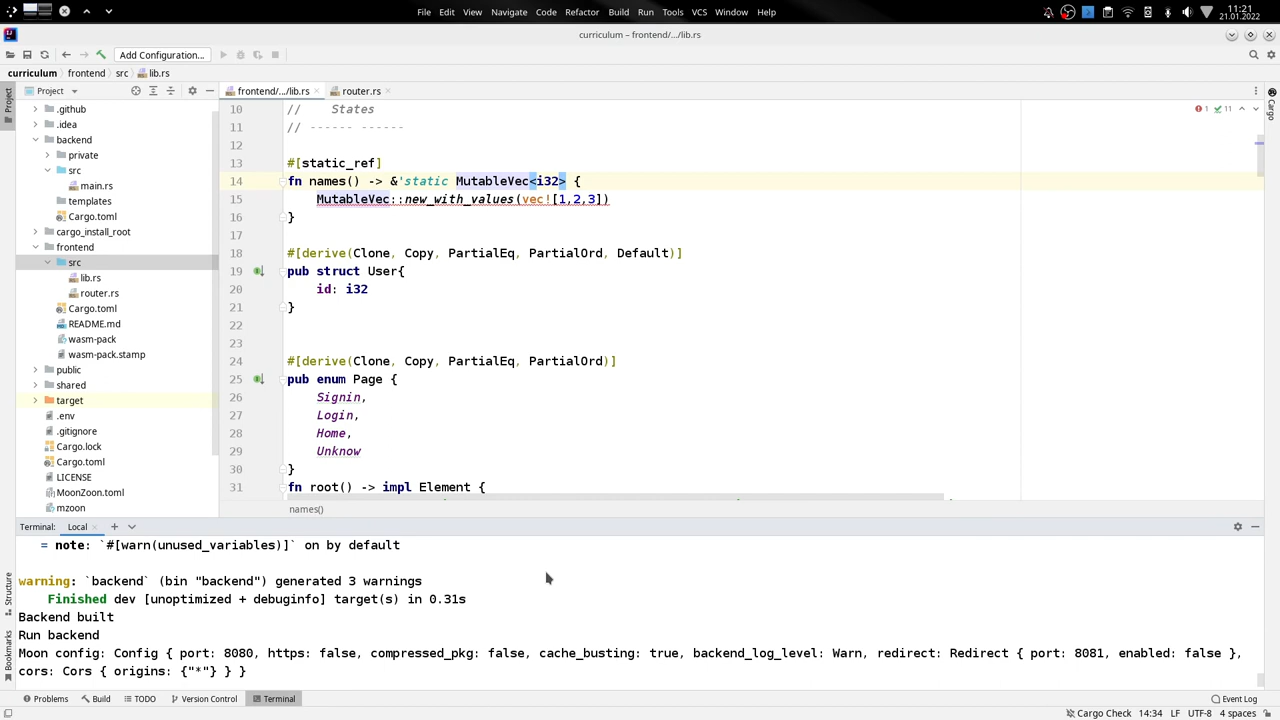 File Edit View Navigate Code Refactor Build Run Tools VCS Window Help
11:21
21.01.2022
curriculum – frontend/.../lib.rs
Add Configuration...
curriculum frontend src lib.rs
Project
frontend/.../lib.rs
router.rs
Project
.github
.idea
backend
private
src
main.rs
templates
Cargo.toml
cargo_install_root
frontend
src
lib.rs
router.rs
Cargo.toml
README.md
wasm-pack
wasm-pack.stamp
public
shared
target
.env
.gitignore
Cargo.lock
Cargo.toml
LICENSE
MoonZoon.toml
mzoon
1 11
Cargo
10 //    States
11 // ------ ------
12
13 #[static_ref]
14 fn names() -> &'static MutableVec<i32> {
15     MutableVec::new_with_values(vec![1,2,3])
16 }
17
18 #[derive(Clone, Copy, PartialEq, PartialOrd, Default)]
19 pub struct User{
20     id: i32
21 }
22
23
24 #[derive(Clone, Copy, PartialEq, PartialOrd)]
25 pub enum Page {
26     Signin,
27     Login,
28     Home,
29     Unknow
30 }
31 fn root() -> impl Element {
names()
Terminal: Local
= note: `#[warn(unused_variables)]` on by default
warning: `backend` (bin "backend") generated 3 warnings
Finished dev [unoptimized + debuginfo] target(s) in 0.31s
Backend built
Run backend
Moon config: Config { port: 8080, https: false, compressed_pkg: false, cache_busting: true, backend_log_level: Warn, redirect: Redirect { port: 8081, enabled: false },
cors: Cors { origins: {"*"} } }
Structure
Bookmarks
Problems Build TODO Version Control Terminal Event Log
Cargo Check 14:34 LF UTF-8 4 spaces